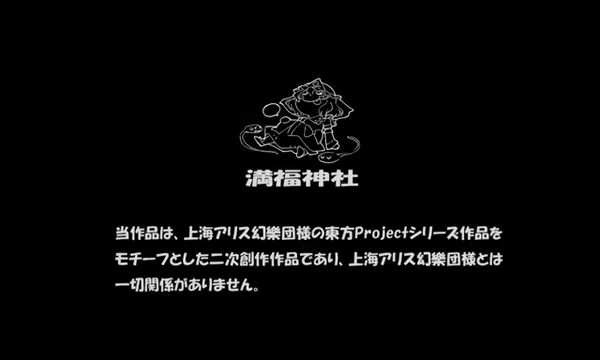 満福神社
当作品は、上海アリス幻樂団様の東方Projectシリーズ作品を
モチーフとした二次創作作品であり、上海アリス幻樂団様とは
一切関係がありません。